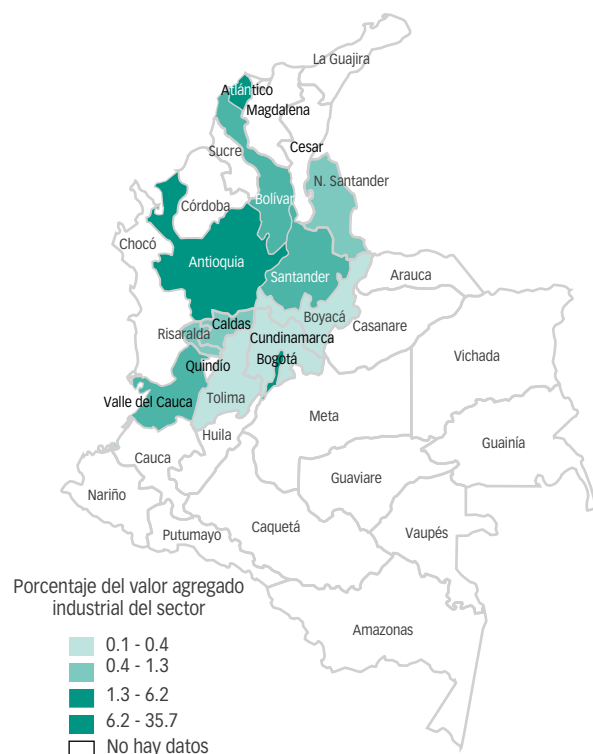 La Guajira
Atlántico
Magdalena
Cesar
Sucre
N. Santander
Bolívar
Córdoba
Chocó
Antioquia
Santander
Arauca
Boyacá
Caldas
Risaralda
Casanare
Cundinamarca
Bogotá
Vichada
Quindío
Tolima
Valle del Cauca
Meta
Huila
Guainía
Cauca
Guaviare
Nariño
Caquetá
Putumayo
Vaupés
Amazonas
Porcentaje del valor agregado
industrial del sector
0.1 - 0.4
0.4 - 1.3
1.3 - 6.2
6.2 - 35.7
No hay datos